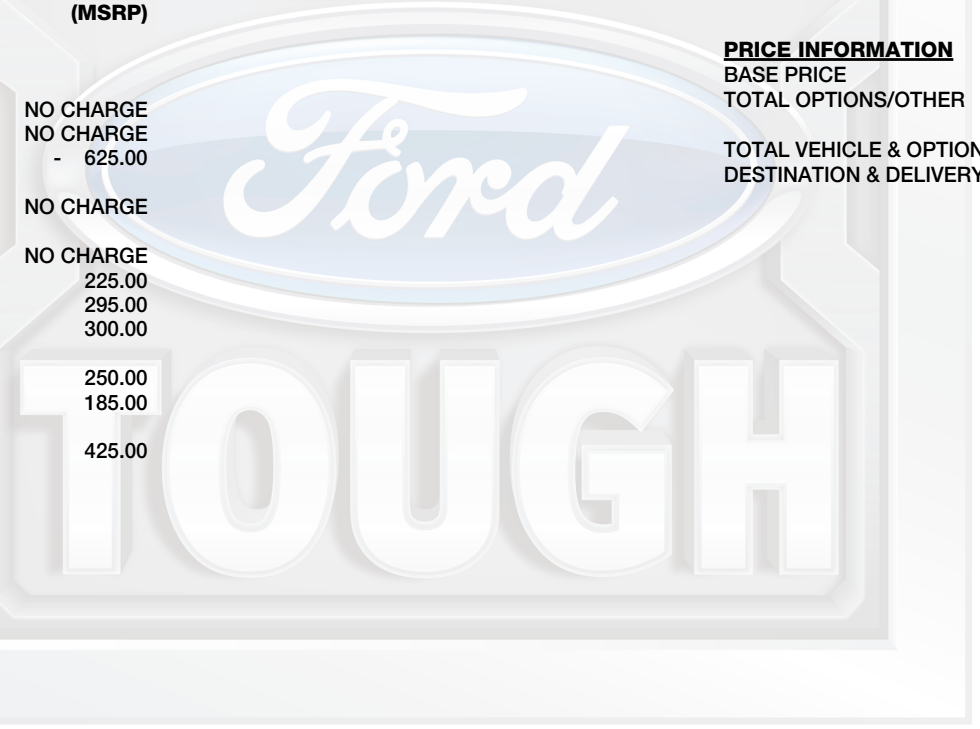 (MSRP)
NO CHARGE
NO CHARGE
- 625.00
NO CHARGE
NO CHARGE
225.00
295.00
300.00
250.00
185.00
425.00
PRICE INFORMATION
BASE PRICE
TOTAL OPTIONS/OTHER
TOTAL VEHICLE & OPTION
DESTINATION & DELIVERY
Ford
TOUGH